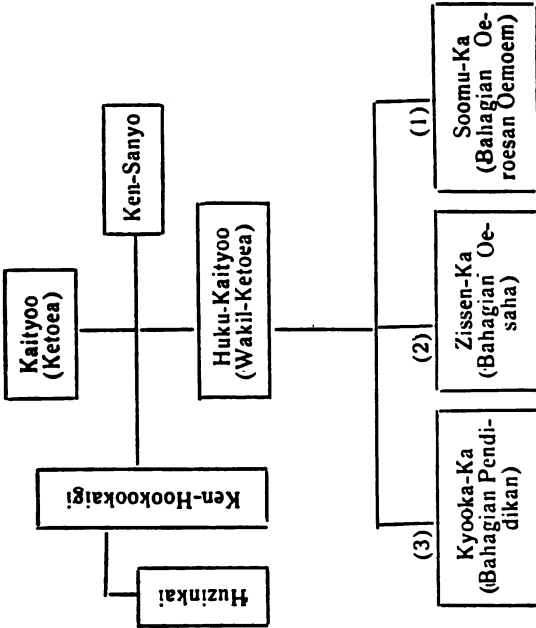 Kaityoo
(Ketoea)
Ken-Sanyo
Ken-Hookookaigi
Huzinkai
Huku-Kaityoo
(Wakil-Ketoea)
(1)
Soomu-Ka
(Bahagian Oe-
roesan Oemoem)
(2)
Zissen-Ka
(Bahagian Oe-
saha)
(3)
Kyooka-Ka
(Bahagian Pendi-
dikan)